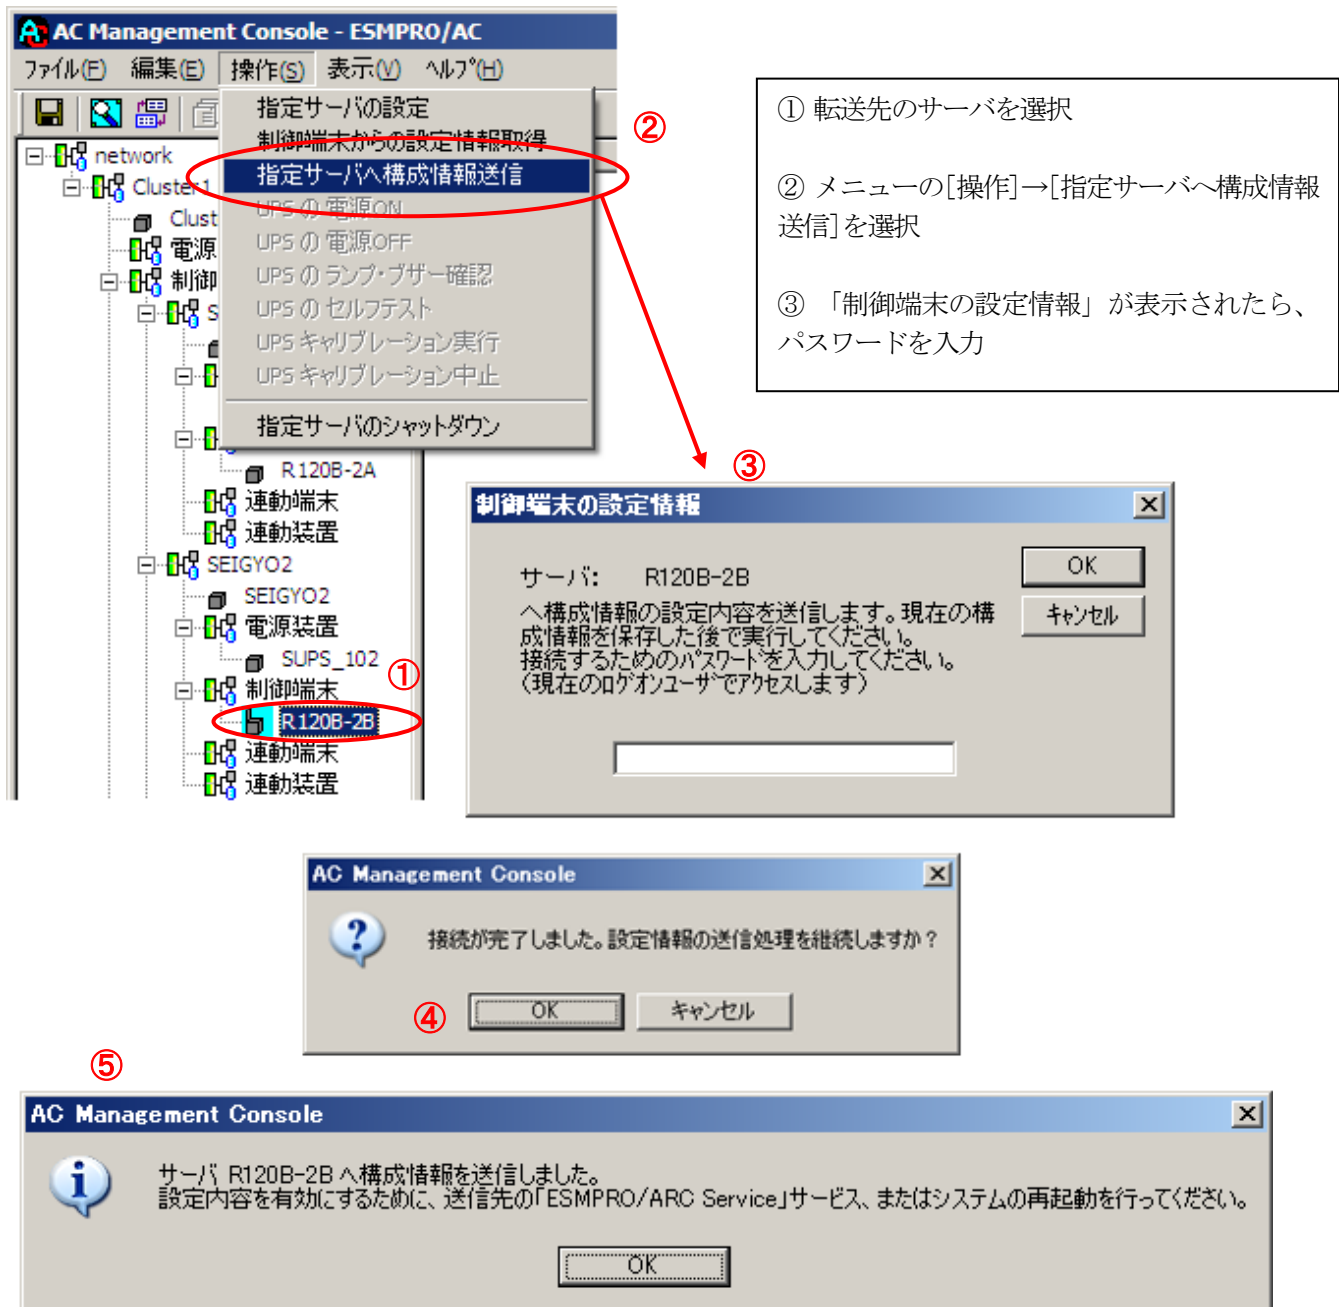 AC Management Console - ESMPRO/AC
ファイル(F) 編集(E) 操作(S) 表示(V) ヘルプ(H)
指定サーバの設定
制御端末からの設定情報取得
指定サーバへ構成情報送信
UPS の 電源ON
UPS の 電源OFF
UPS の ランプ・ブザー確認
UPS の セルフテスト
UPS キャリブレーション実行
UPS キャリブレーション中止
指定サーバのシャットダウン
②
network
Cluster1
Clust
電源
制御
S
R120B-2A
連動端末
連動装置
SEIGYO2
SEIGYO2
電源装置
SUPS_102
①
制御端末
R120B-2B
連動端末
連動装置
① 転送先のサーバを選択
② メニューの[操作]→[指定サーバへ構成情報
送信]を選択
③ 「制御端末の設定情報」が表示されたら、
パスワードを入力
③
制御端末の設定情報
サーバ: R120B-2B
へ構成情報の設定内容を送信します。現在の構
成情報を保存した後で実行してください。
接続するためのパスワードを入力してください。
(現在のログオンユーザでアクセスします)
OK
キャンセル
AC Management Console
接続が完了しました。設定情報の送信処理を継続しますか?
④
OK
キャンセル
⑤
AC Management Console
サーバ R120B-2B へ構成情報を送信しました。
設定内容を有効にするために、送信先の「ESMPRO/ARC Service」サービス、またはシステムの再起動を行ってください。
OK